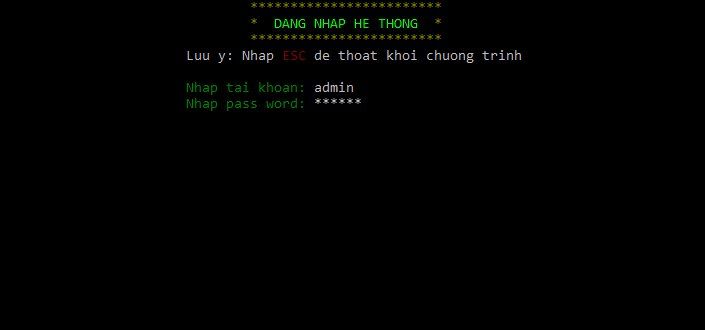 ************************
* DANG NHAP HE THONG *
************************
Luu y: Nhap ESC de thoat khoi chuong trinh
Nhap tai khoan: admin
Nhap pass word: ******